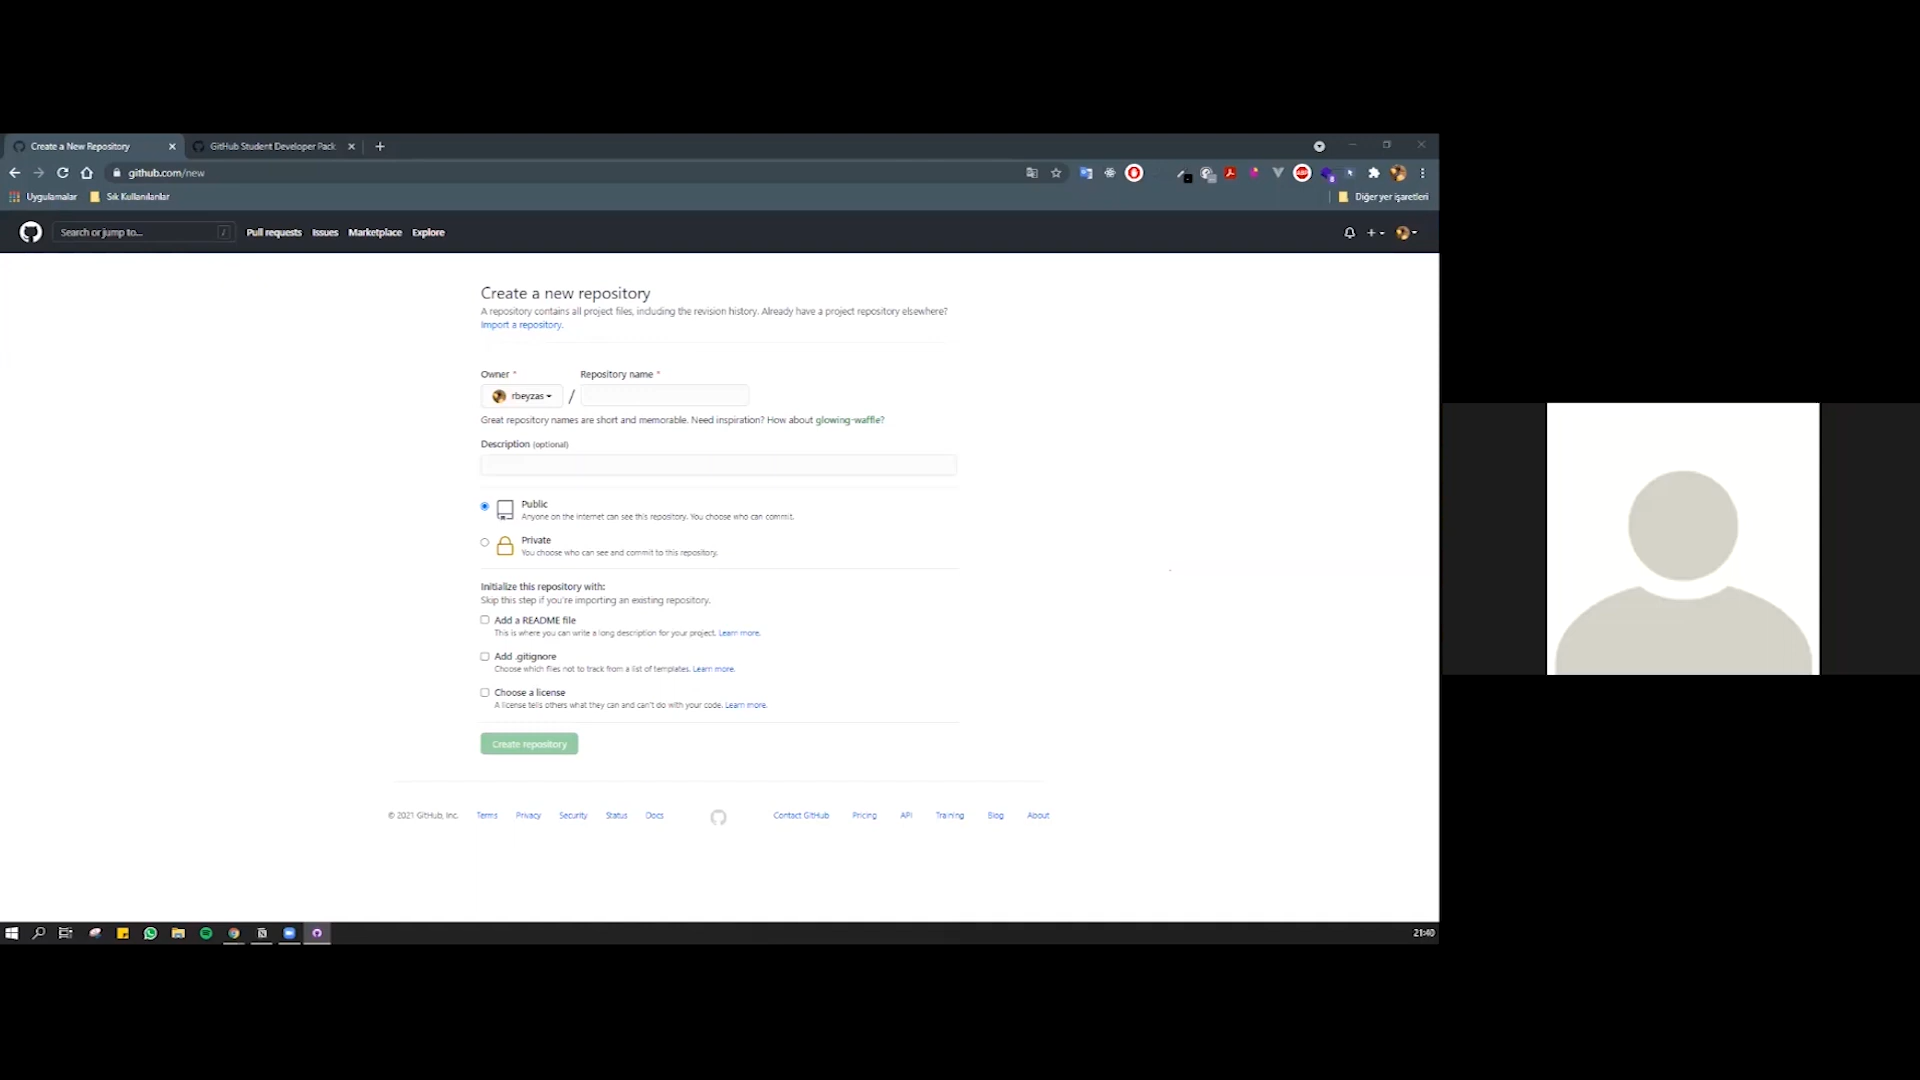 Create a New Repository
GitHub Student Developer Pack
github.com/new
Uygulamalar
Sık Kullanılanlar
Diğer yer işaretleri
Search or jump to...
/
Pull requests
Issues
Marketplace
Explore
Create a new repository
A repository contains all project files, including the revision history. Already have a project repository elsewhere?
Import a repository.
Owner *
Repository name *
rbeyzas
/
Great repository names are short and memorable. Need inspiration? How about glowing-waffle?
Description (optional)
Public
Anyone on the internet can see this repository. You choose who can commit.
Private
You choose who can see and commit to this repository.
Initialize this repository with:
Skip this step if you're importing an existing repository.
Add a README file
This is where you can write a long description for your project. Learn more.
Add .gitignore
Choose which files not to track from a list of templates. Learn more.
Choose a license
A license tells others what they can and can't do with your code. Learn more.
Create repository
© 2021 GitHub, Inc.
Terms
Privacy
Security
Status
Docs
Contact GitHub
Pricing
API
Training
Blog
About
21:40